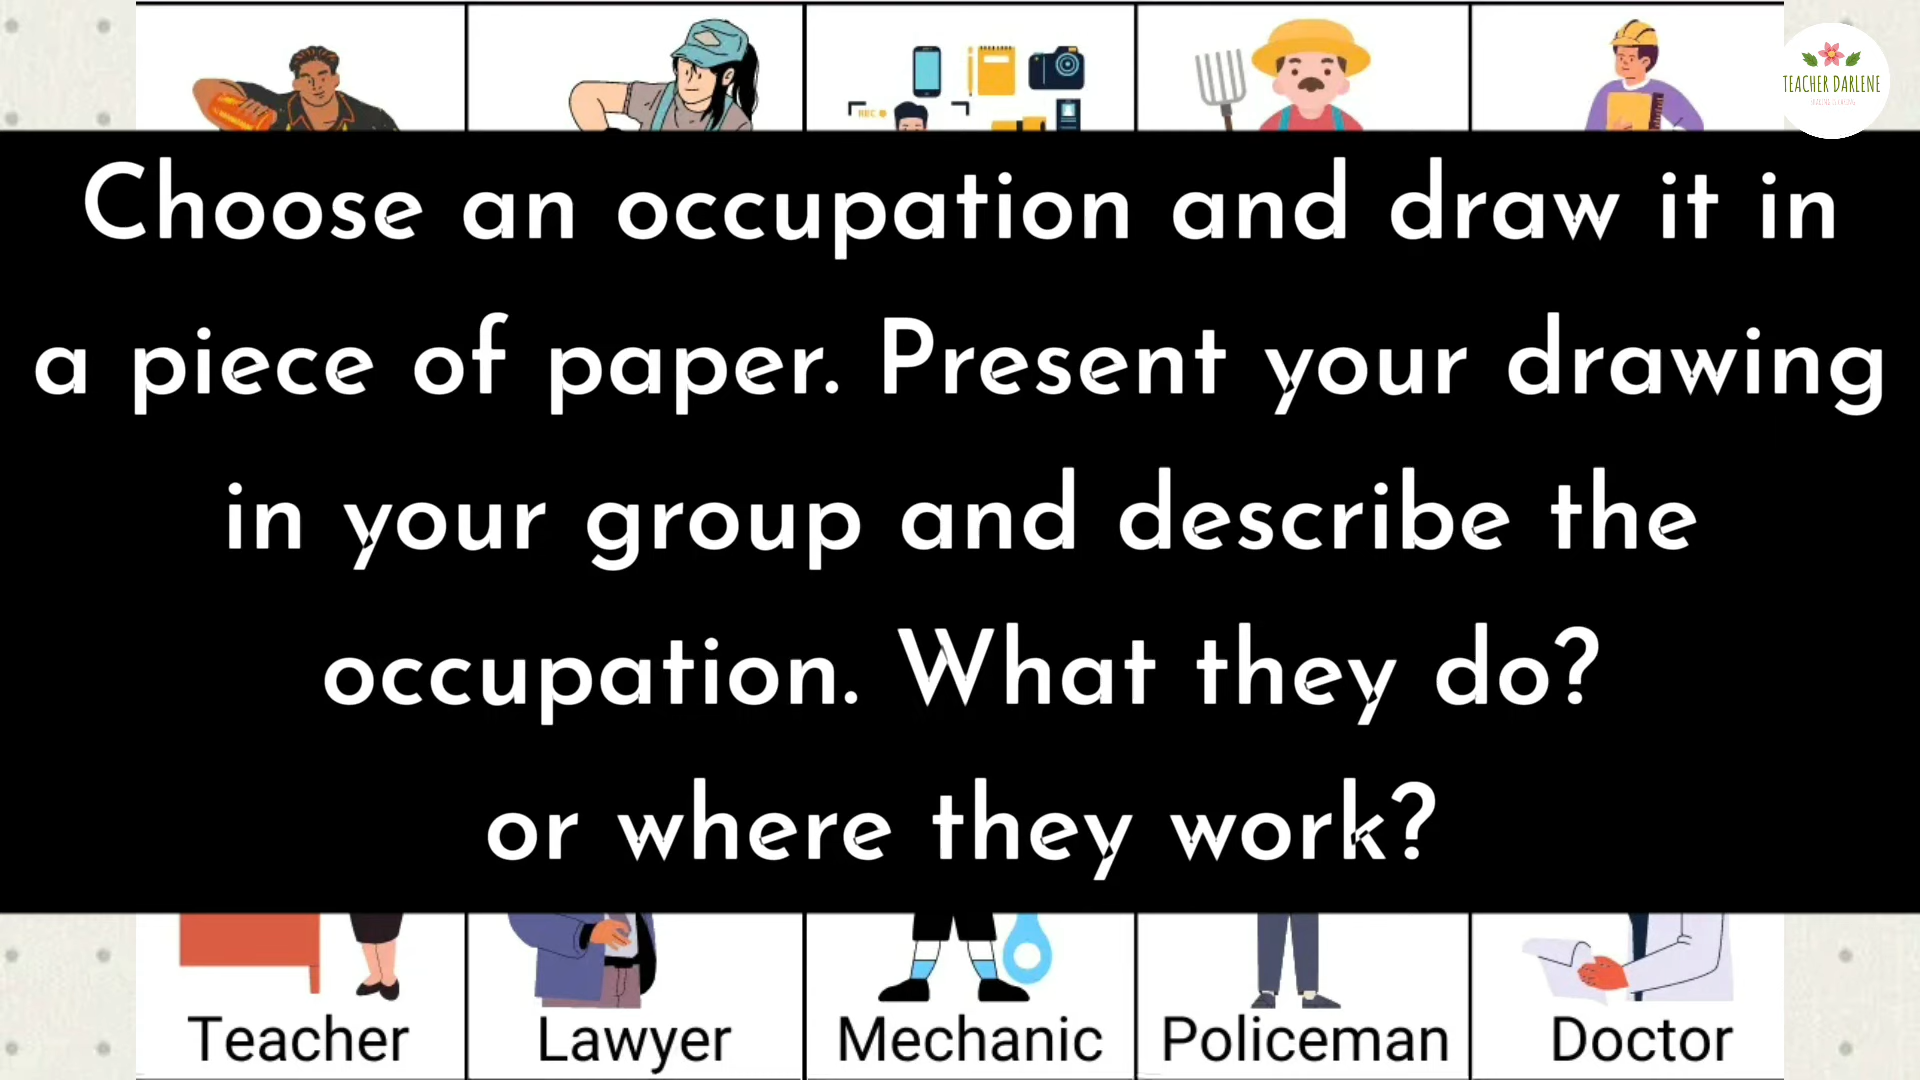 REC
TEACHER DARLENE
Choose an occupation and draw it in
a piece of paper. Present your drawing
in your group and describe the
occupation. What they do?
or where they work?
Teacher
Lawyer
Mechanic
Policeman
Doctor